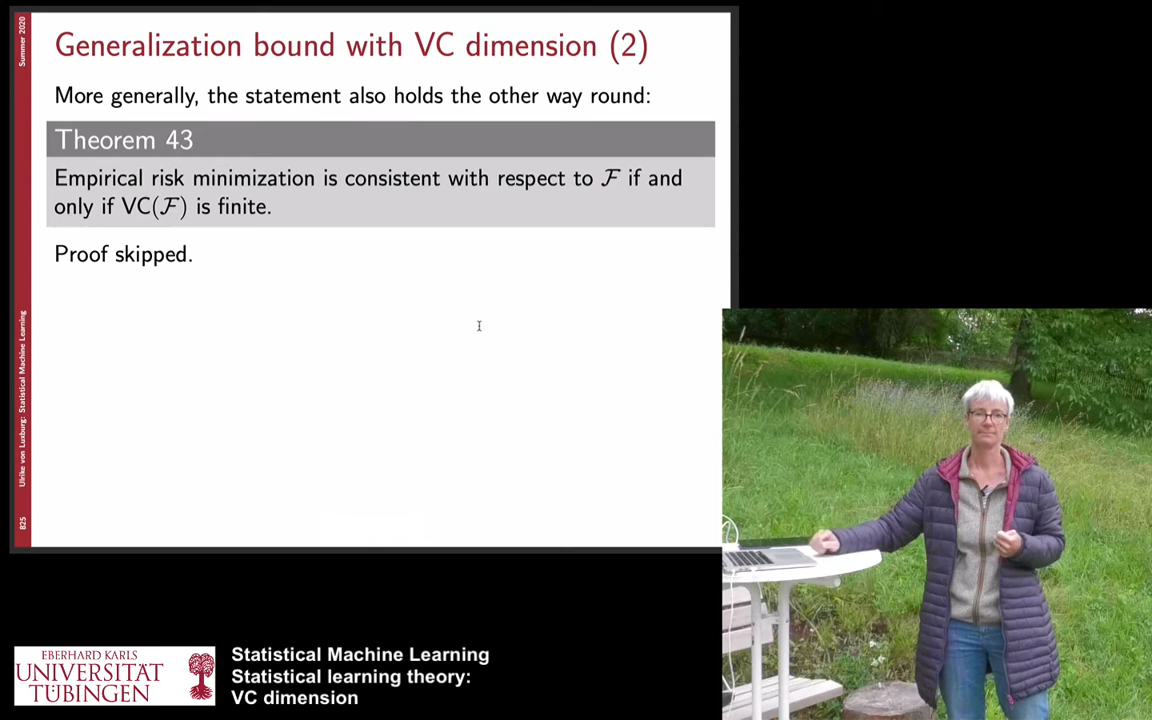 Summer 2020
Generalization bound with VC dimension (2)
More generally, the statement also holds the other way round:
Theorem 43
Empirical risk minimization is consistent with respect to ℱ if and
only if VC(ℱ) is finite.
Proof skipped.
Ulrike von Luxburg: Statistical Machine Learning
825
EBERHARD KARLS
UNIVERSITÄT
TÜBINGEN
Statistical Machine Learning
Statistical learning theory:
VC dimension